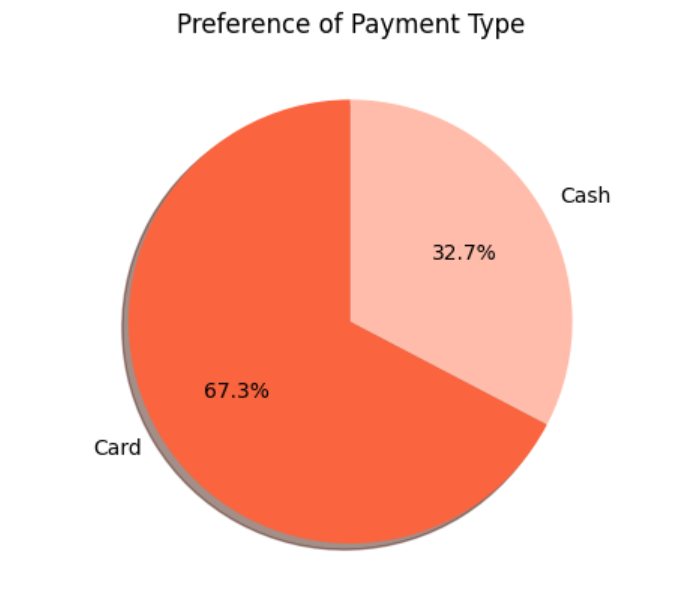 Preference of Payment Type
Cash
32.7%
67.3%
Card